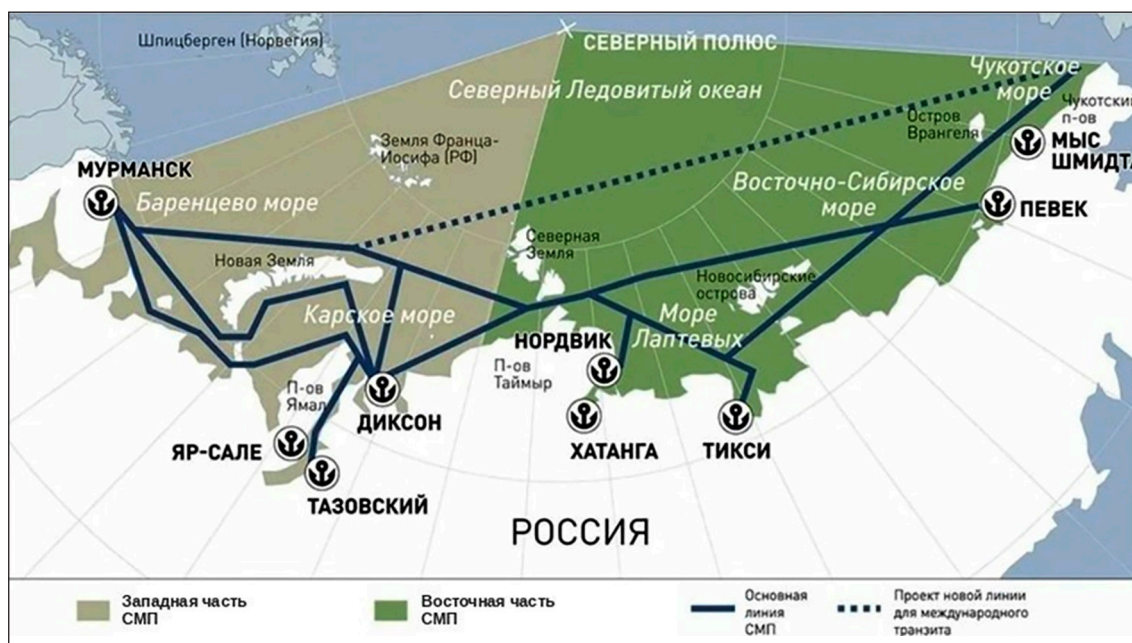 Шпицберген (Норвегия)
СЕВЕРНЫЙ ПОЛЮС
Северный Ледовитый океан
Чукотское
море
Чукотский
п-ов
Остров
Врангеля
МЫС
ШМИДТА
Земля Франца-
Иосифа (РФ)
МУРМАНСК
Баренцево море
Восточно-Сибирское
море
ПЕВЕК
Северная
Земля
Новая Земля
Новосибирские
острова
Карское море
Море
Лаптевых
НОРДВИК
П-ов
Таймыр
П-ов
Ямал
ДИКСОН
ЯР-САЛЕ
ХАТАНГА
ТИКСИ
ТАЗОВСКИЙ
РОССИЯ
Западная часть
СМП
Восточная часть
СМП
Основная
линия
СМП
Проект новой линии
для международного
транзита